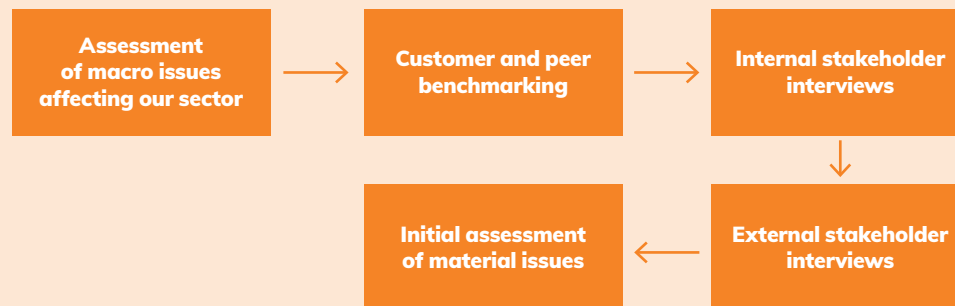 Assessment
of macro issues
affecting our sector
Customer and peer
benchmarking
Internal stakeholder
interviews
External stakeholder
interviews
Initial assessment
of material issues